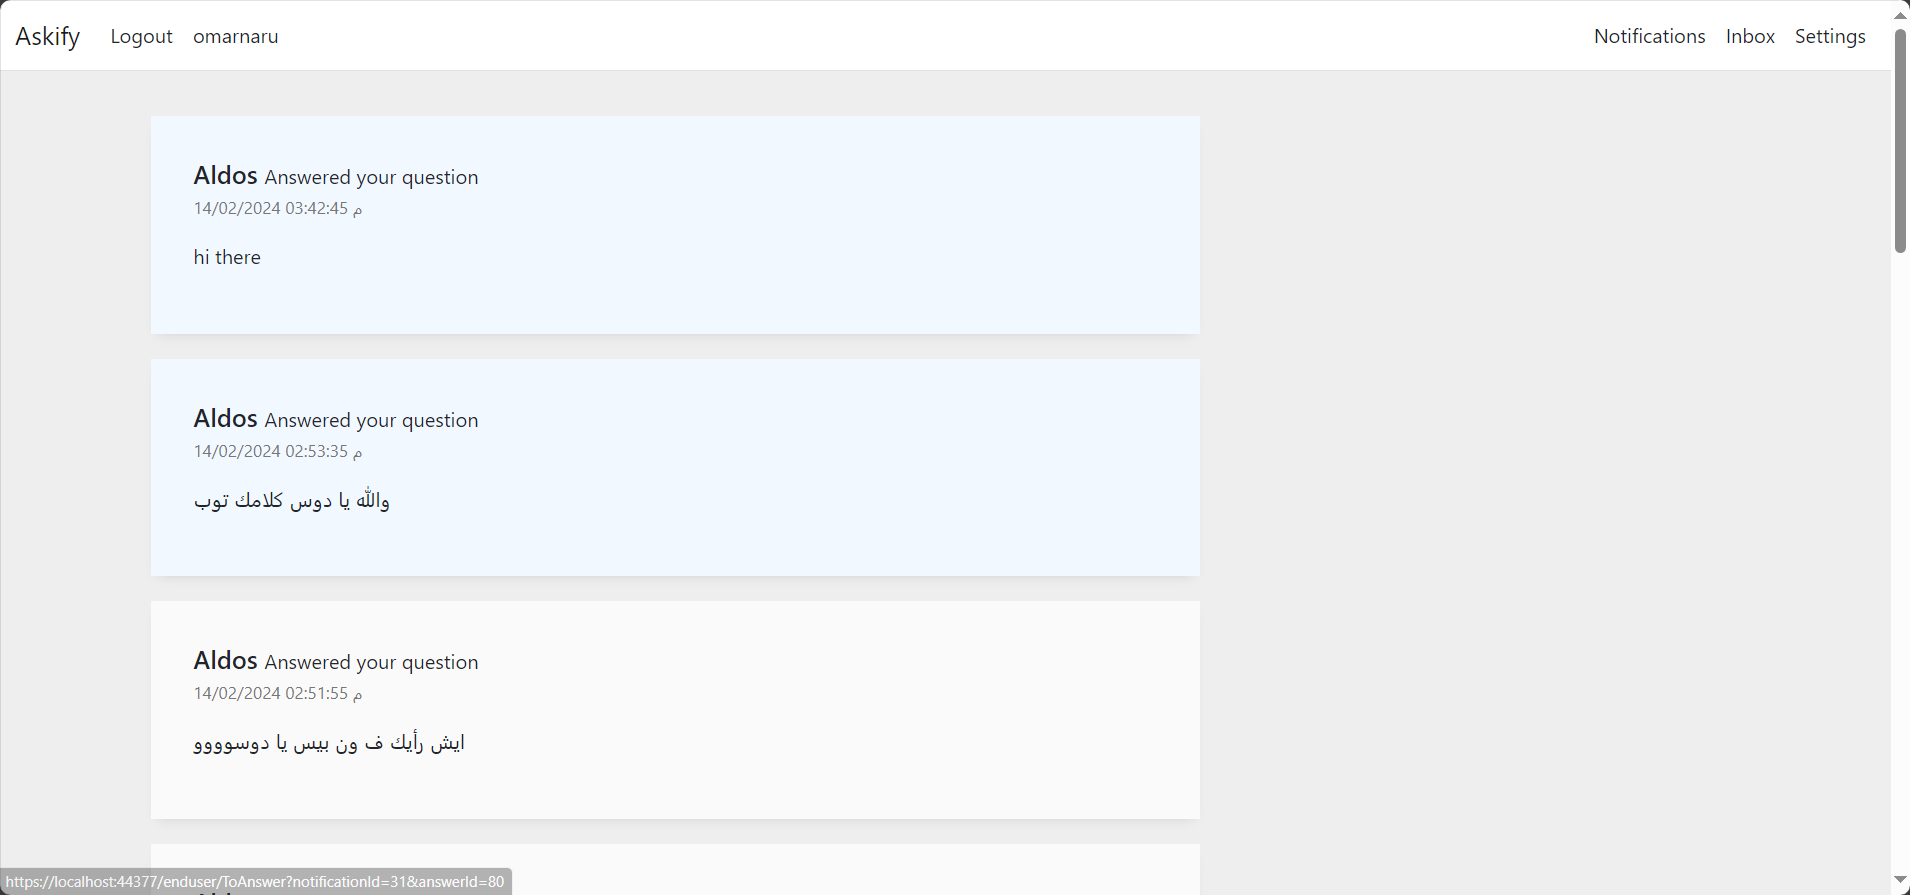 Askify Logout omarnaru Notifications Inbox Settings
Aldos Answered your question
14/02/2024 03:42:45 م
hi there
Aldos Answered your question
14/02/2024 02:53:35 م
والله يا دوس كلامك توب
Aldos Answered your question
14/02/2024 02:51:55 م
ايش رأيك ف ون بيس يا دوسوووو
https://localhost:44377/enduser/ToAnswer?notificationId=31&answerId=80